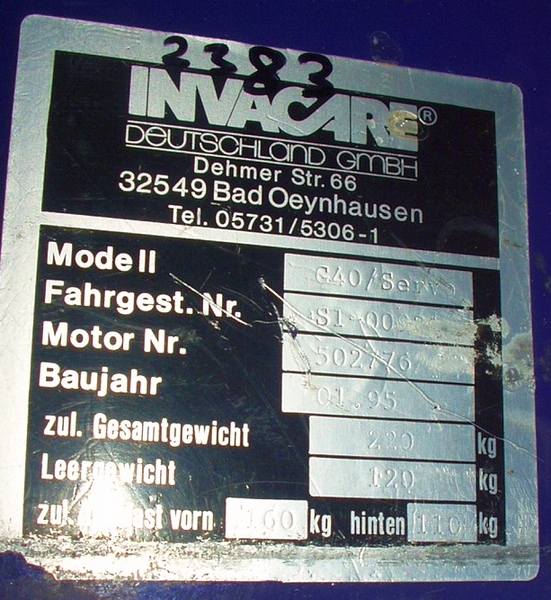 2383
INVACARE®
DEUTSCHLAND GMBH
Dehmer Str. 66
32549 Bad Oeynhausen
Tel. 05731/5306-1
Modell G40/Servo
Fahrgest. Nr.
Motor Nr. 502776
Baujahr 01.95
zul. Gesamtgewicht 220 kg
Leergewicht 120 kg
zul. vorn 160 kg hinten 110 kg